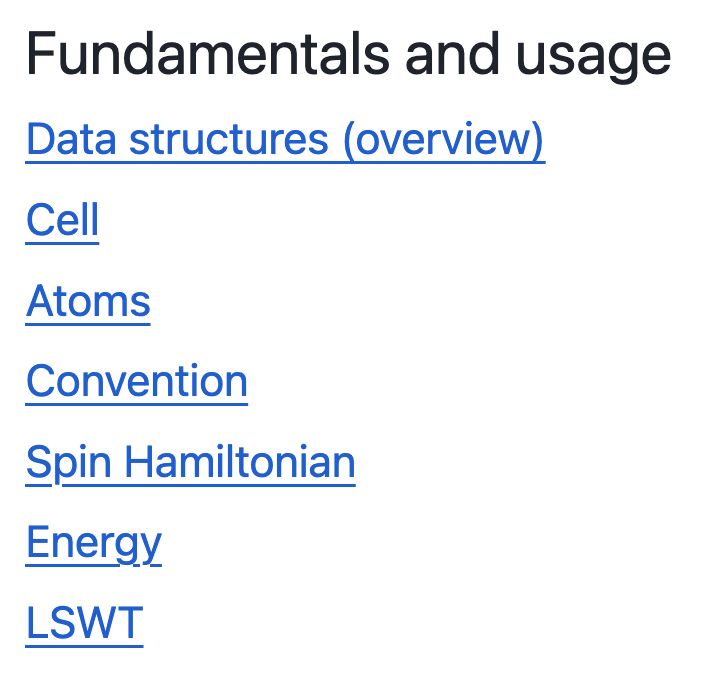 Fundamentals and usage
Data structures (overview)
Cell
Atoms
Convention
Spin Hamiltonian
Energy
LSWT